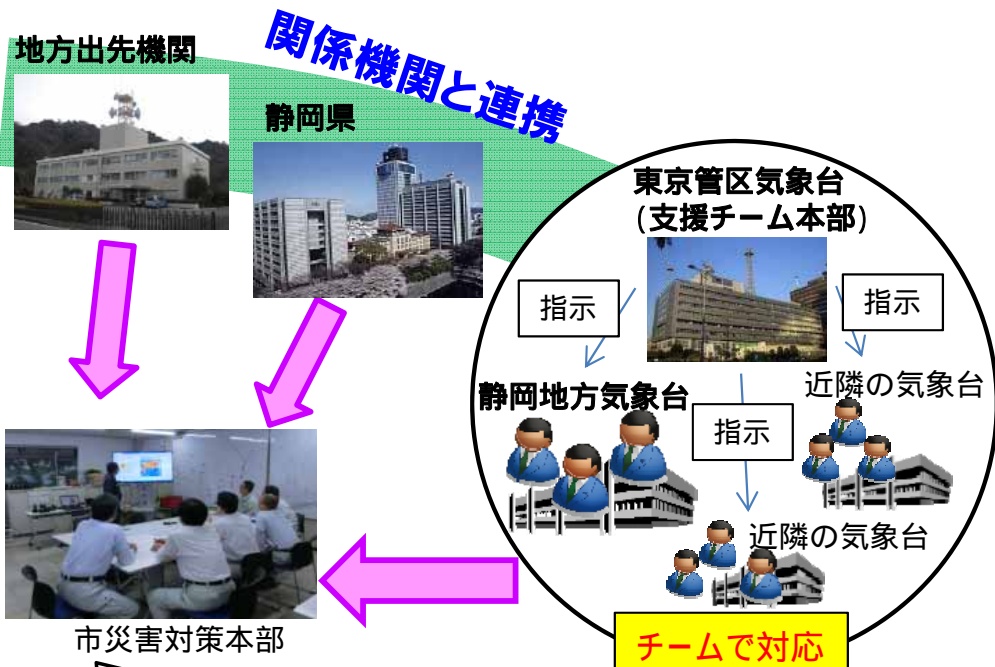 関係機関と連携
地方出先機関
静岡県
東京管区気象台
(支援チーム本部)
指示
指示
静岡地方気象台
近隣の気象台
指示
近隣の気象台
市災害対策本部
チームで対応